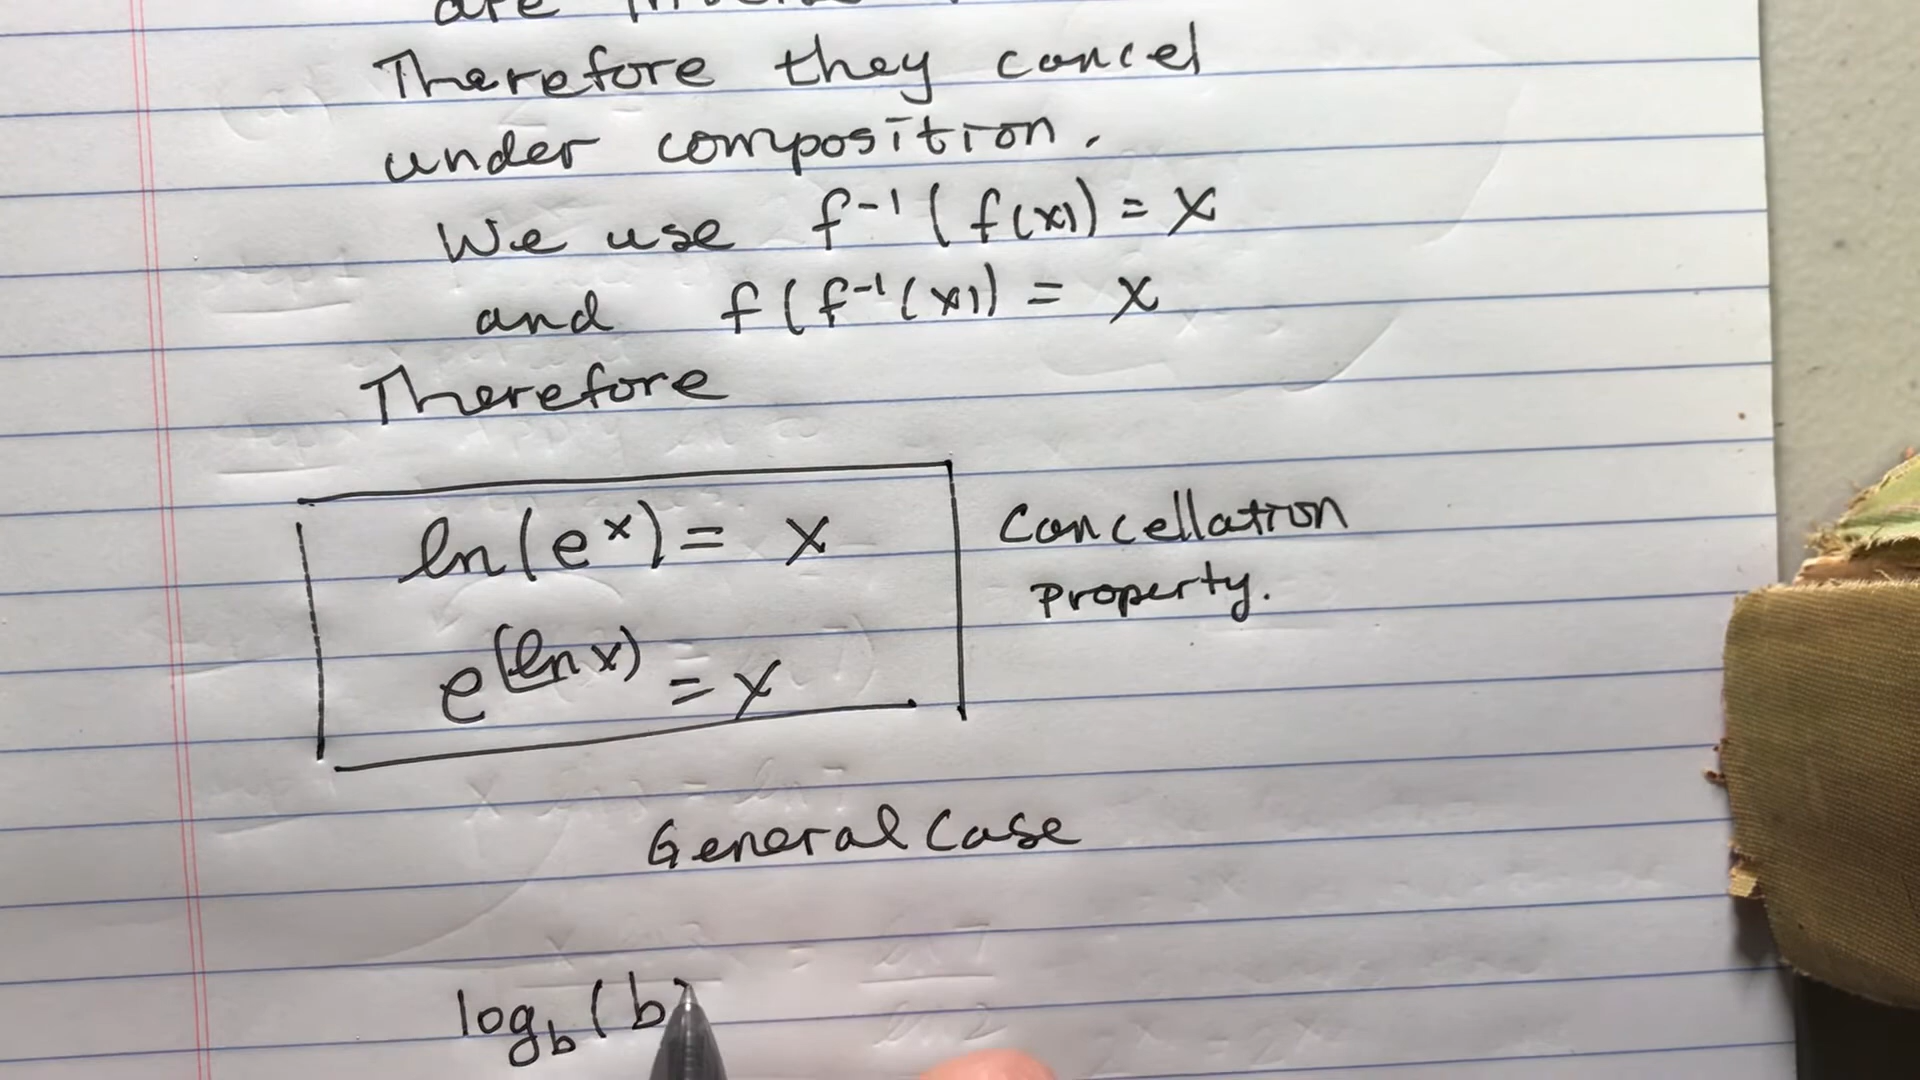 are
Therefore they cancel
under composition.
We use f⁻¹(f(x)) = x
and f(f⁻¹(x)) = x
Therefore
ln(eˣ) = x
e^(ln x) = x
Cancellation
property.
General Case
log_b(b